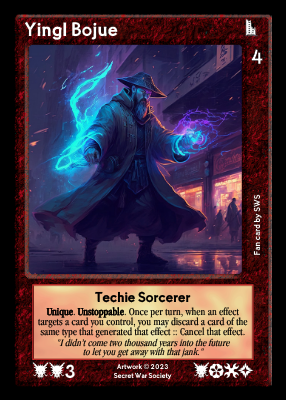 Yingl Bojue
4
Fan card by SWS
Techie Sorcerer
Unique. Unstoppable. Once per turn, when an effect
targets a card you control, you may discard a card of the
same type that generated that effect :: Cancel that effect.
"I didn't come two thousand years into the future
to let you get away with that jank."
3
Artwork © 2023
Secret War Society